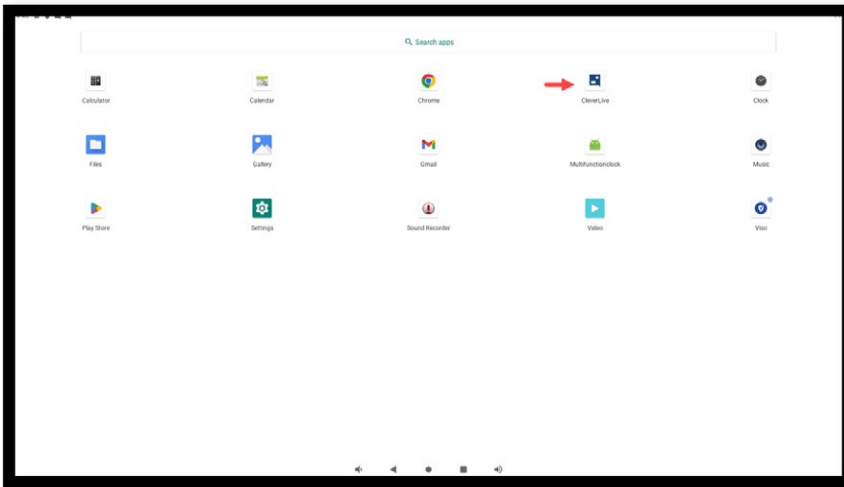 Search apps
Calculator
Calendar
Chrome
CleverLive
Clock
Files
Gallery
Gmail
Multifunctionclock
Music
Play Store
Settings
Sound Recorder
Video
Viso